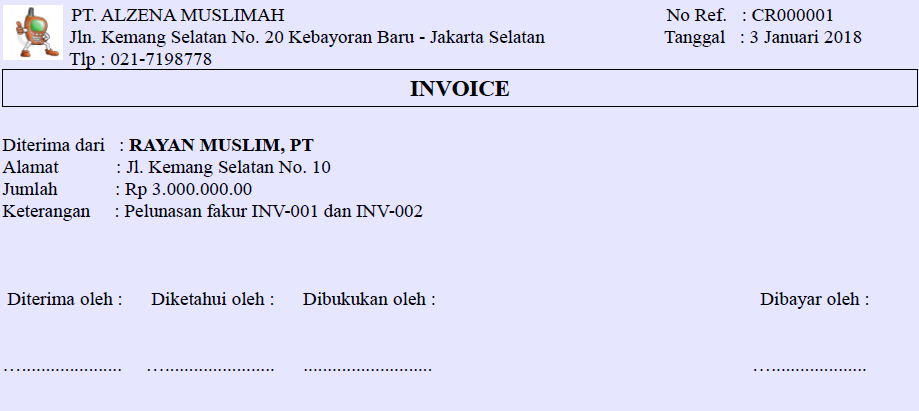 PT. ALZENA MUSLIMAH No Ref. : CR000001
Jln. Kemang Selatan No. 20 Kebayoran Baru - Jakarta Selatan Tanggal : 3 Januari 2018
Tlp : 021-7198778
INVOICE
Diterima dari : RAYAN MUSLIM, PT
Alamat : Jl. Kemang Selatan No. 10
Jumlah : Rp 3.000.000.00
Keterangan : Pelunasan fakur INV-001 dan INV-002
Diterima oleh : Diketahui oleh : Dibukukan oleh : Dibayar oleh :
…..................... …....................... ........................... ….....................